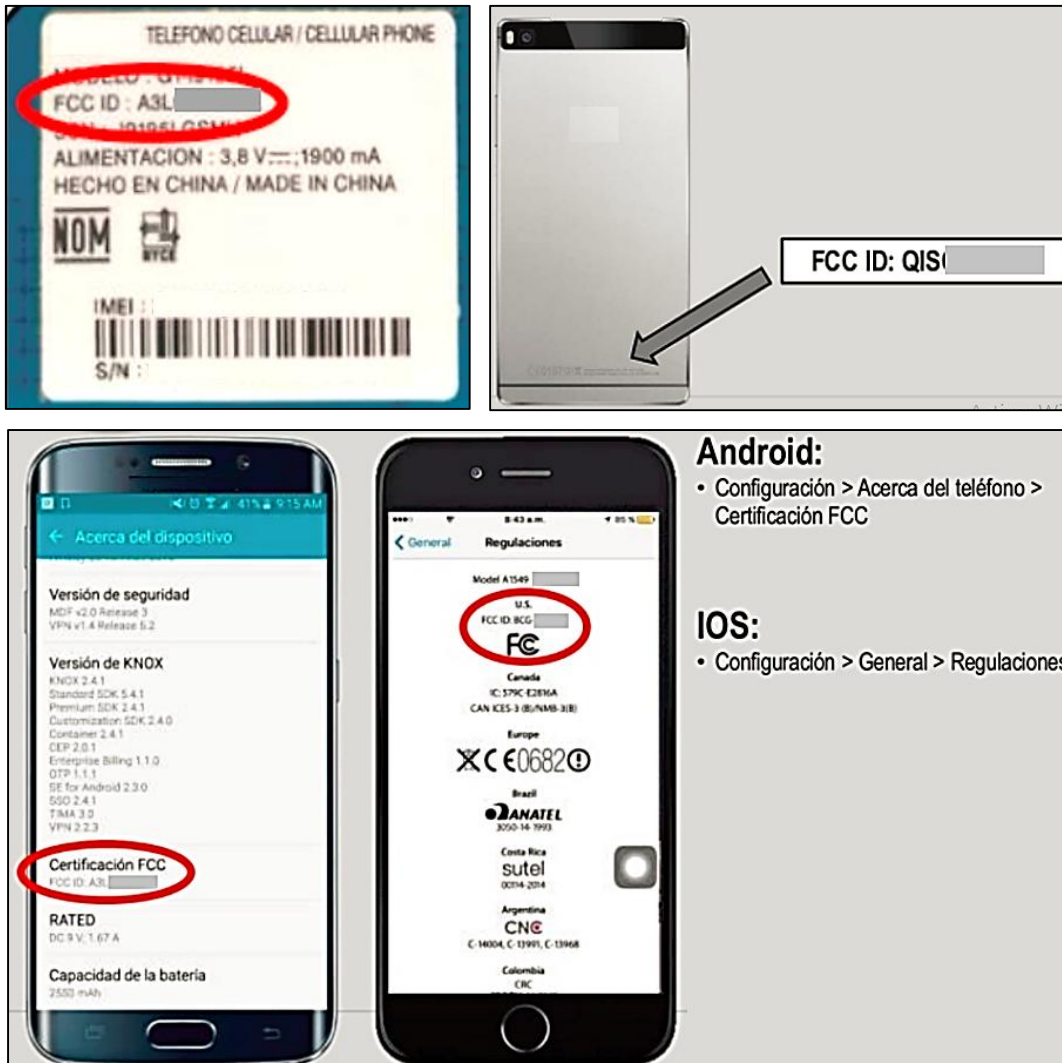 TELEFONO CELULAR / CELLULAR PHONE
FCC ID : A3L
ALIMENTACION : 3,8 V ; 1900 mA
HECHO EN CHINA / MADE IN CHINA
NOM
NYCE
IMEI :
S/N :
FCC ID: QIS
41% 9:15 AM
Acerca del dispositivo
Versión de seguridad
MDF v2.0 Release 3
VPN v1.4 Release 5.2
Versión de KNOX
KNOX 2.4.1
Standard SDK 5.4.1
Premium SDK 2.4.1
Customization SDK 2.4.0
Container 2.4.1
CEP 2.0.1
Enterprise Billing 1.1.0
OTP 1.1.1
SE for Android 2.3.0
SSO 2.4.1
TIMA 3.0
VPN 2.2.3
Certificación FCC
FCC ID: A3L
RATED
DC 9 V; 1.67 A
Capacidad de la batería
2550 mAh
8:43 a.m. 85 %
General Regulaciones
Model A1549
U.S.
FCC ID: BCG-
FC
Canada
IC: 579C-E2816A
CAN ICES-3 (B)/NMB-3(B)
Europe
CE0682
Brazil
ANATEL
3050-14-1993
Costa Rica
sutel
00114-2014
Argentina
CNC
C-14004, C-13991, C-13968
Colombia
CRC
Android:
• Configuración > Acerca del teléfono >
Certificación FCC
IOS:
• Configuración > General > Regulaciones